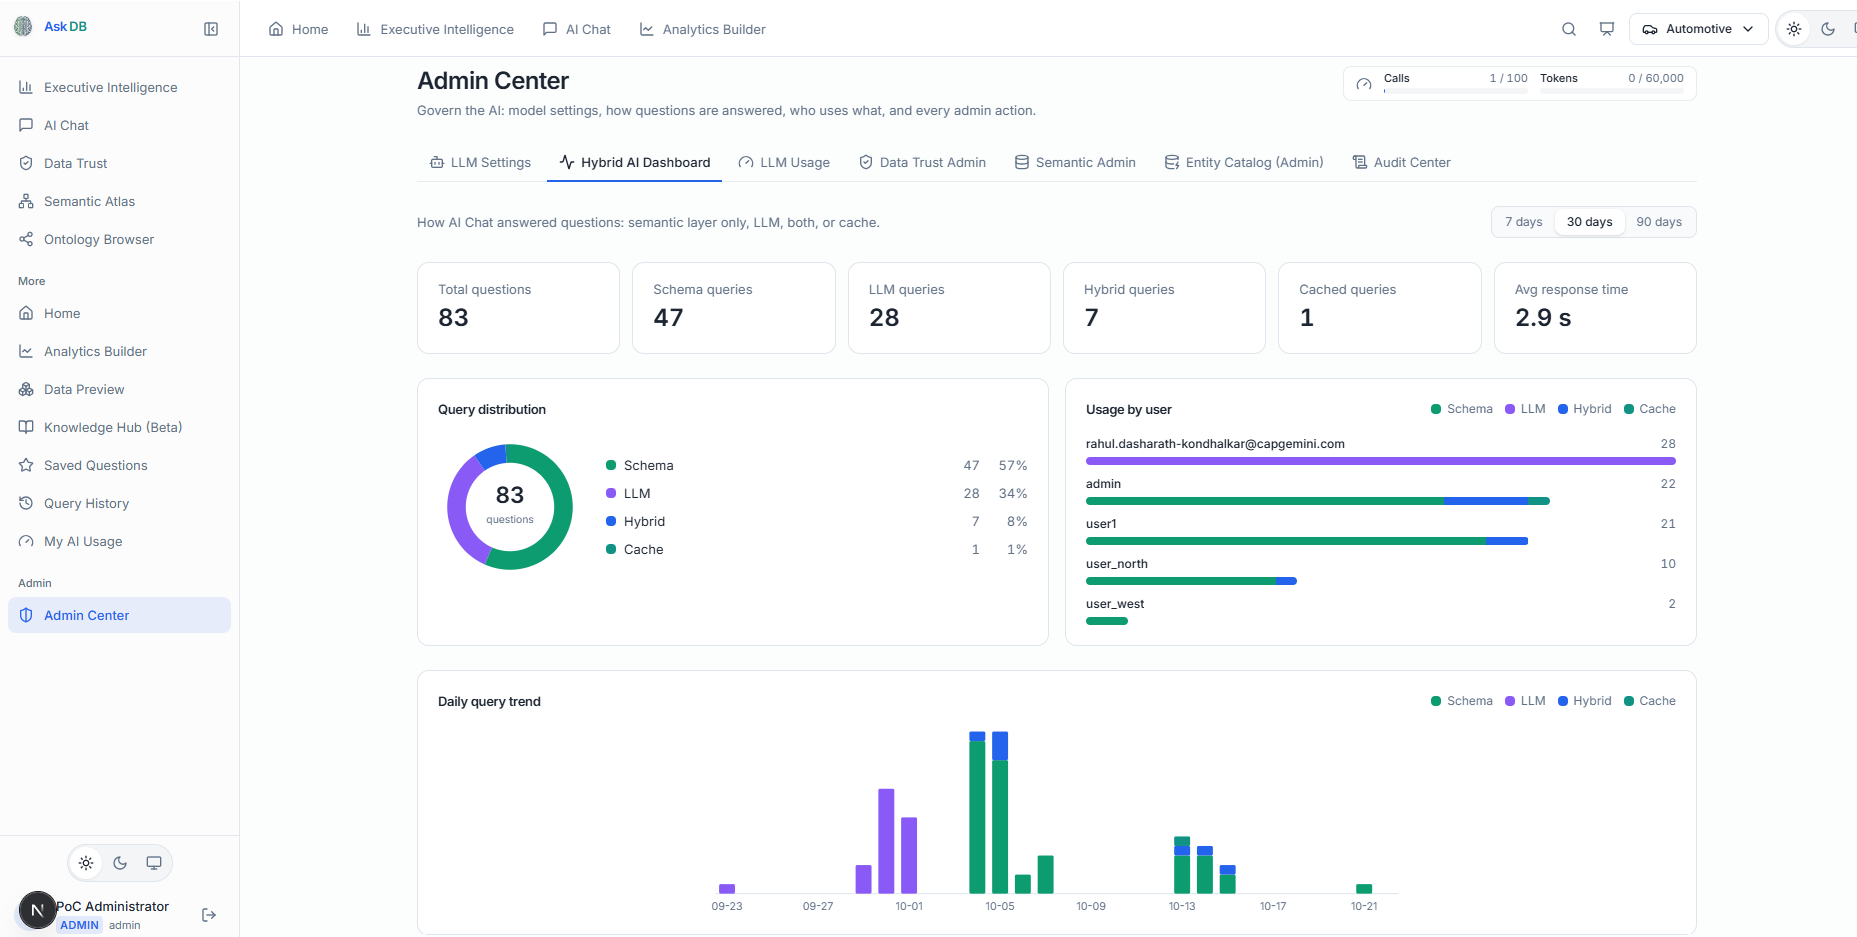 Ask DB
Executive Intelligence
AI Chat
Data Trust
Semantic Atlas
Ontology Browser
More
Home
Analytics Builder
Data Preview
Knowledge Hub (Beta)
Saved Questions
Query History
My AI Usage
Admin
Admin Center
N
PoC Administrator
ADMIN admin
Home Executive Intelligence AI Chat Analytics Builder
Automotive
Admin Center
Govern the AI: model settings, how questions are answered, who uses what, and every admin action.
Calls 1 / 100 Tokens 0 / 60,000
LLM Settings Hybrid AI Dashboard LLM Usage Data Trust Admin Semantic Admin Entity Catalog (Admin) Audit Center
How AI Chat answered questions: semantic layer only, LLM, both, or cache.
7 days 30 days 90 days
Total questions
83
Schema queries
47
LLM queries
28
Hybrid queries
7
Cached queries
1
Avg response time
2.9 s
Query distribution
83
questions
Schema 47 57%
LLM 28 34%
Hybrid 7 8%
Cache 1 1%
Usage by user
Schema LLM Hybrid Cache
rahul.dasharath-kondhalkar@capgemini.com 28
admin 22
user1 21
user_north 10
user_west 2
Daily query trend
Schema LLM Hybrid Cache
09-23 09-27 10-01 10-05 10-09 10-13 10-17 10-21